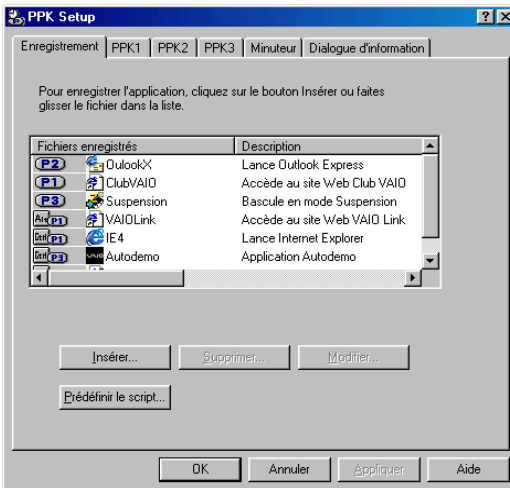 PPK Setup
Enregistrement PPK1 PPK2 PPK3 Minuteur Dialogue d'information
Pour enregistrer l'application, cliquez sur le bouton Insérer ou faites
glisser le fichier dans la liste.
Fichiers enregistrés Description
P2 OulookX Lance Outlook Express
P1 ClubVAIO Accède au site Web Club VAIO
P3 Suspension Bascule en mode Suspension
Alt P1 VAIOLink Accède au site Web VAIO Link
Ctrl P1 IE4 Lance Internet Explorer
Ctrl P3 Autodemo Application Autodemo
Insérer... Supprimer... Modifier...
Prédéfinir le script...
OK Annuler Appliquer Aide